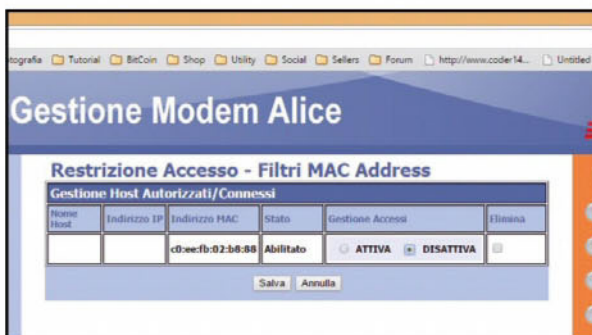 tografia Tutorial BitCoin Shop Utility Social Sellers Forum http://www.coder14... Untitled
Gestione Modem Alice
Restrizione Accesso - Filtri MAC Address
Gestione Host Autorizzati/Connessi
Nome Host Indirizzo IP Indirizzo MAC Stato Gestione Accessi Elimina
c0:ee:fb:02:b8:88 Abilitato ATTIVA DISATTIVA
Salva Annulla